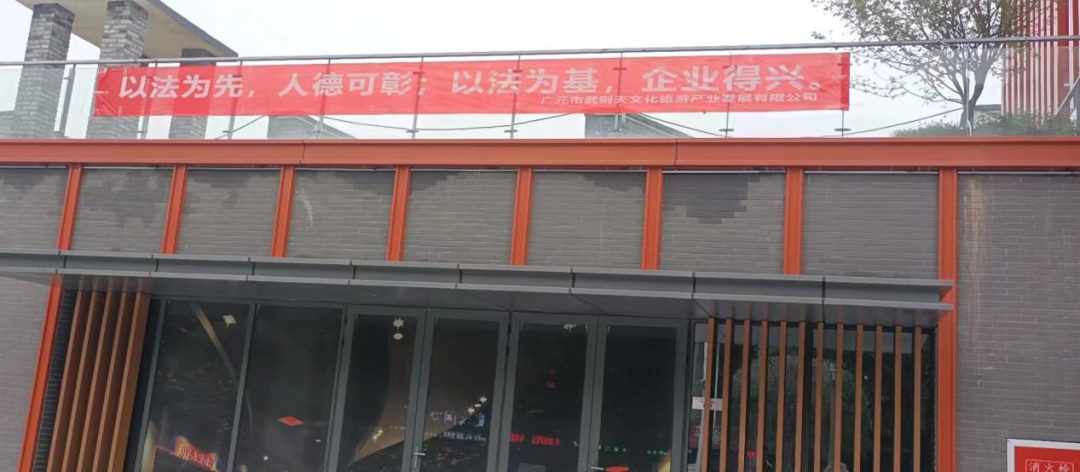 以法为先，人德可彰；以法为基，企业得兴。
广元市武则天文化旅游产业发展有限公司
消火栓